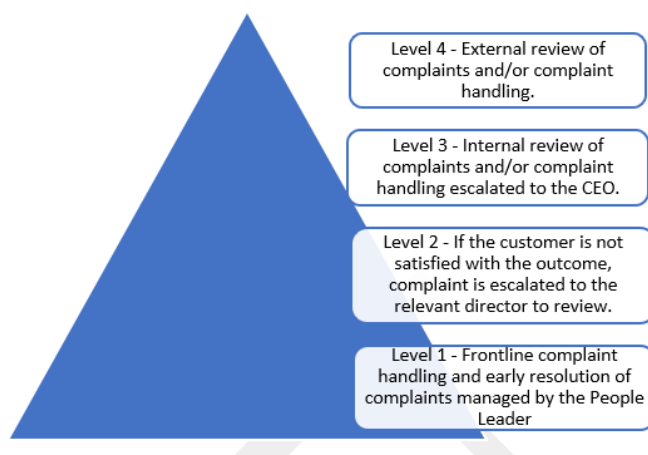 Level 4 - External review of
complaints and/or complaint
handling.
Level 3 - Internal review of
complaints and/or complaint
handling escalated to the CEO.
Level 2 - If the customer is not
satisfied with the outcome,
complaint is escalated to the
relevant director to review.
Level 1 - Frontline complaint
handling and early resolution of
complaints managed by the People
Leader